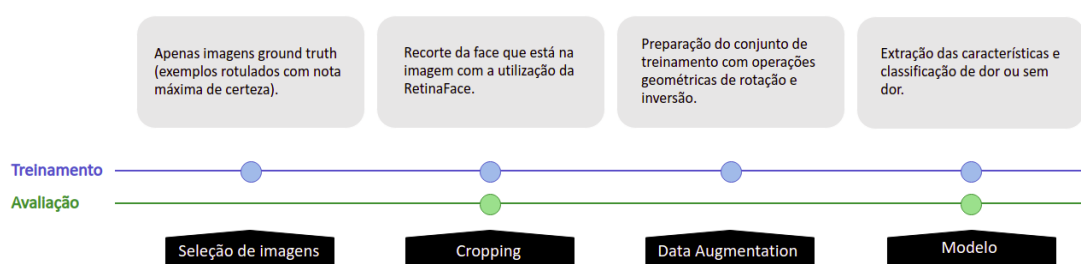 Apenas imagens ground truth
(exemplos rotulados com nota
máxima de certeza).
Recorte da face que está na
imagem com a utilização da
RetinaFace.
Preparação do conjunto de
treinamento com operações
geométricas de rotação e
inversão.
Extração das características e
classificação de dor ou sem
dor.
Treinamento
Avaliação
Seleção de imagens
Cropping
Data Augmentation
Modelo